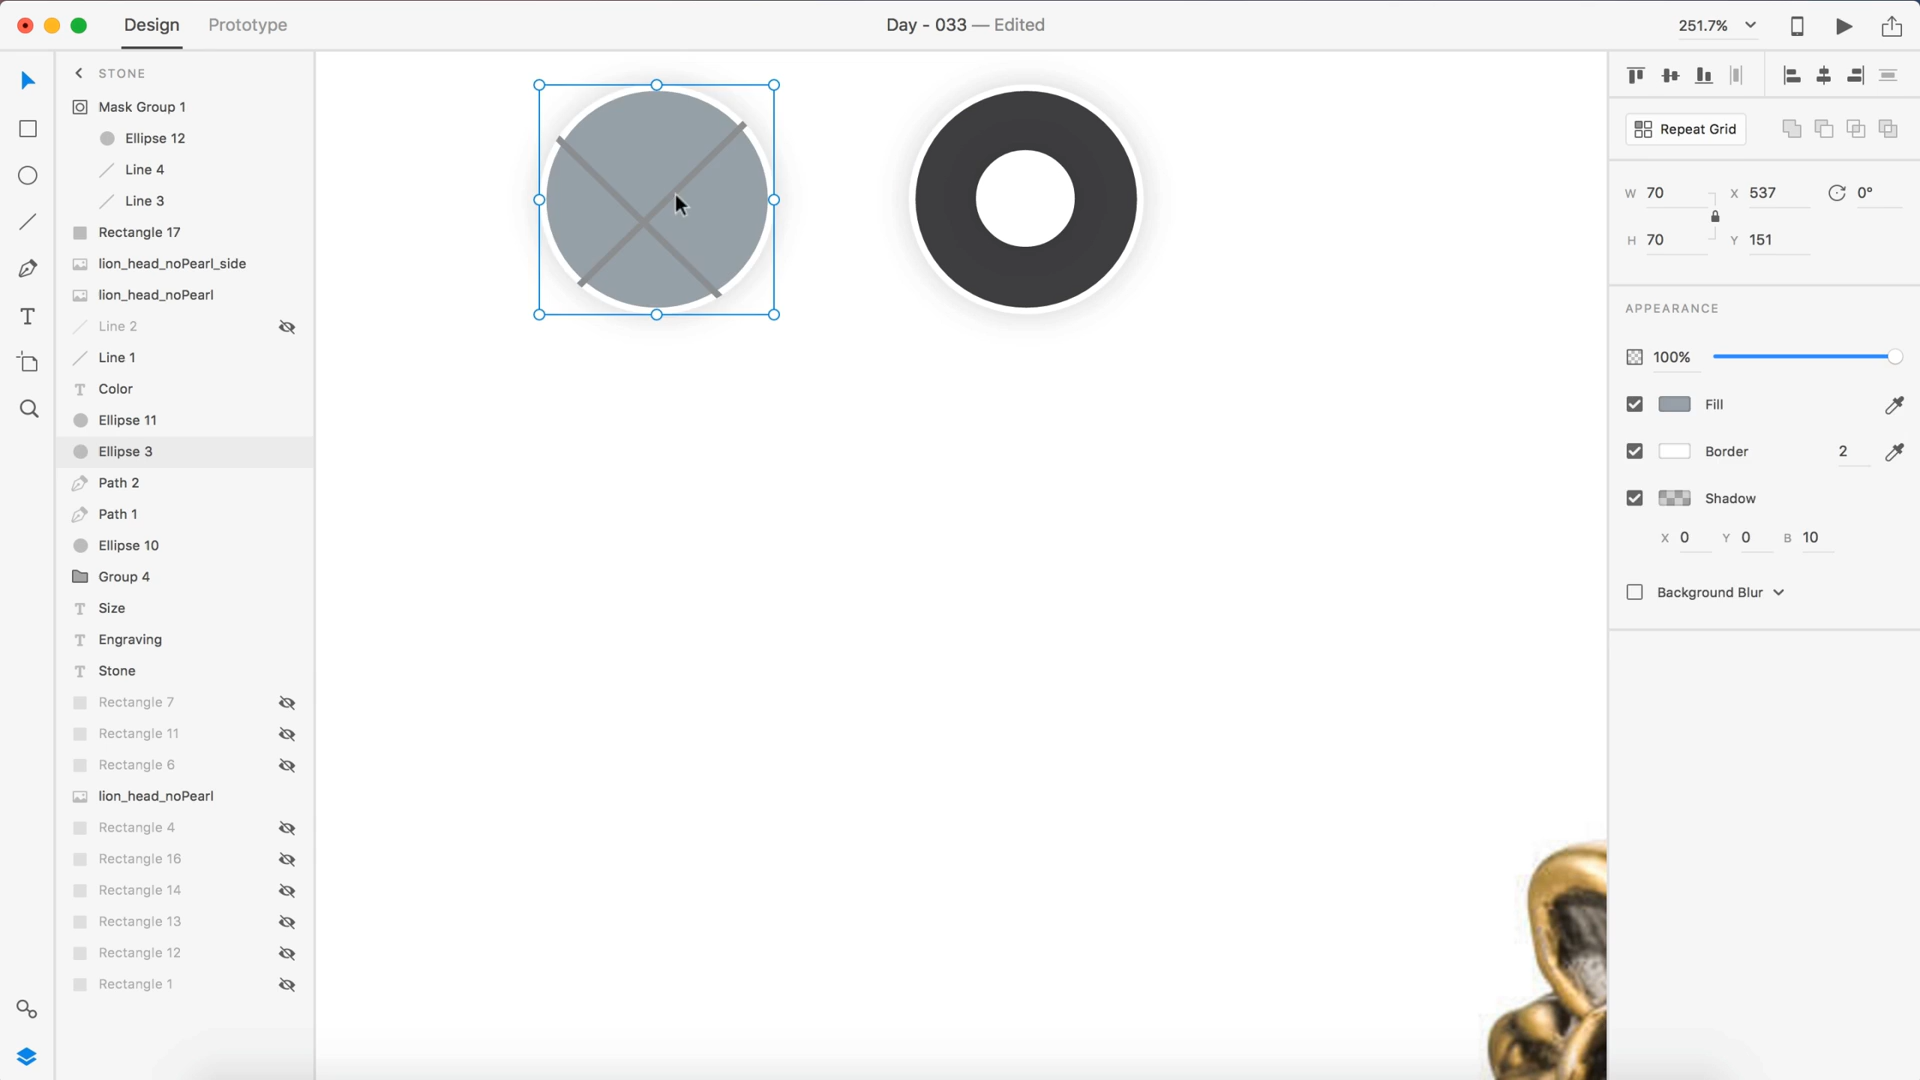 Design Prototype Day - 033 — Edited 251.7%
STONE
Mask Group 1
Ellipse 12
Line 4
Line 3
Rectangle 17
lion_head_noPearl_side
lion_head_noPearl
Line 2
Line 1
T Color
Ellipse 11
Ellipse 3
Path 2
Path 1
Ellipse 10
Group 4
T Size
T Engraving
T Stone
Rectangle 7
Rectangle 11
Rectangle 6
lion_head_noPearl
Rectangle 4
Rectangle 16
Rectangle 14
Rectangle 13
Rectangle 12
Rectangle 1
Repeat Grid
W 70 X 537 0°
H 70 Y 151
APPEARANCE
100%
Fill
Border 2
Shadow
X 0 Y 0 B 10
Background Blur